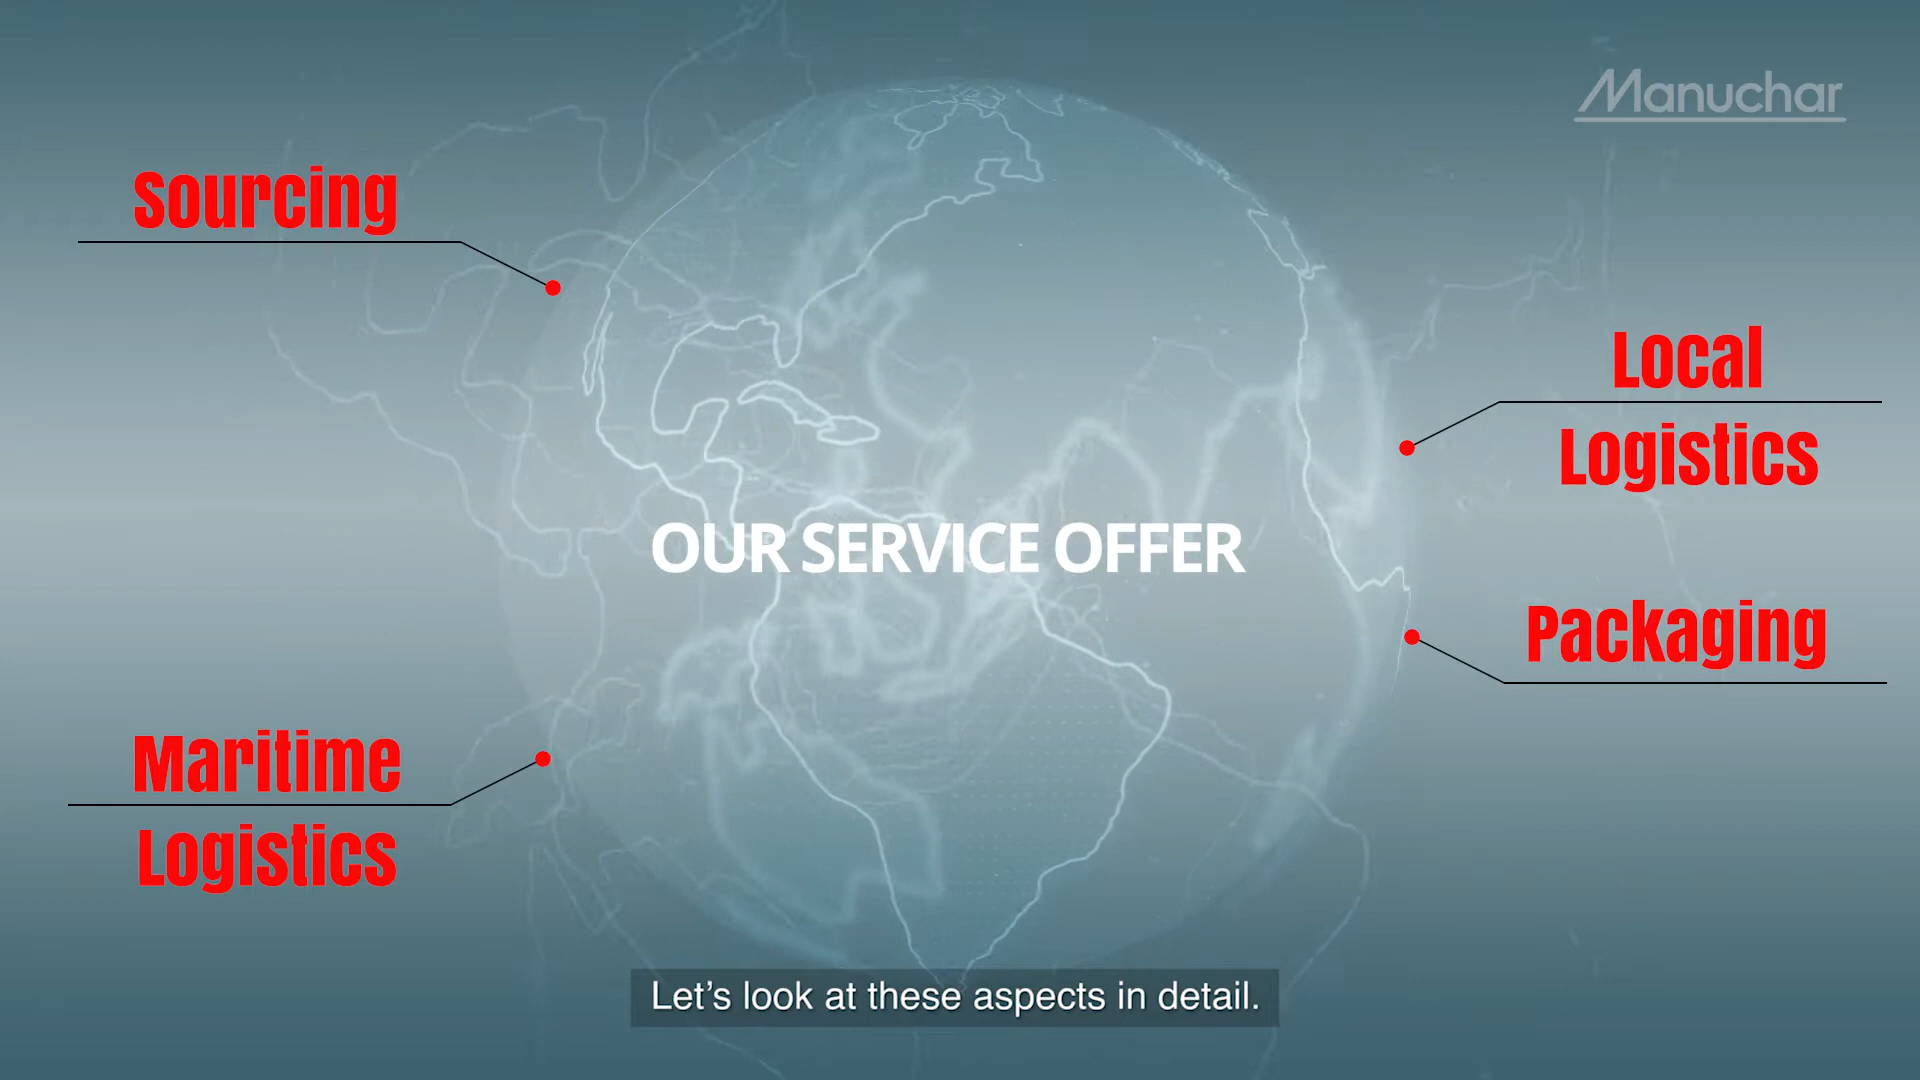 Manuchar
Sourcing
Local
Logistics
OUR SERVICE OFFER
Packaging
Maritime
Logistics
Let's look at these aspects in detail.